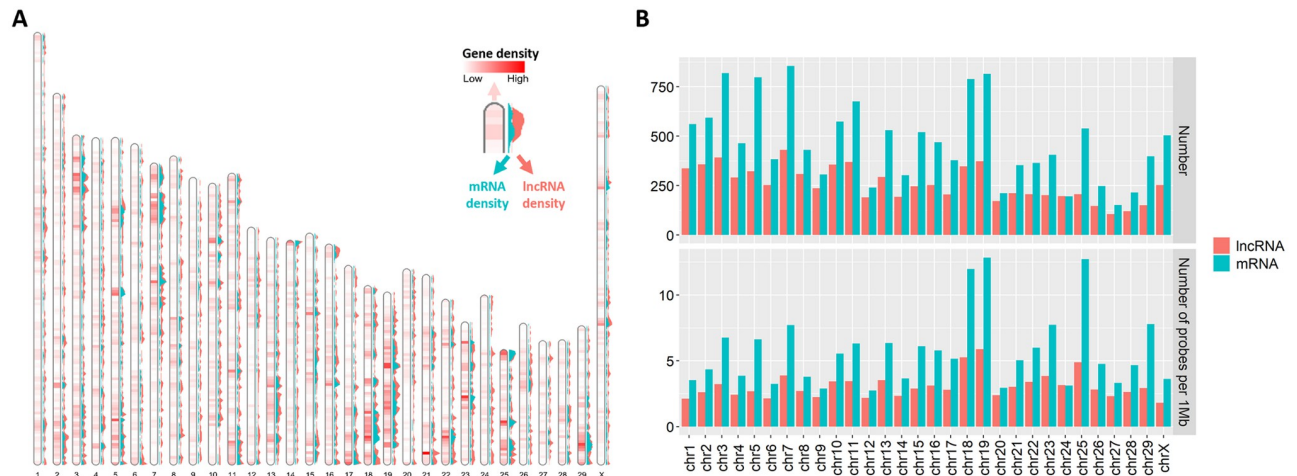 A
Gene density
Low High
mRNA lncRNA
density density
1 2 3 4 5 6 7 8 9 10 11 12 13 14 15 16 17 18 19 20 21 22 23 24 25 26 27 28 29 X
B
750
500
250
0
Number
10
5
0
Number of probes per 1Mb
lncRNA
mRNA
chr1 chr2 chr3 chr4 chr5 chr6 chr7 chr8 chr9 chr10 chr11 chr12 chr13 chr14 chr15 chr16 chr17 chr18 chr19 chr20 chr21 chr22 chr23 chr24 chr25 chr26 chr27 chr28 chr29 chrX